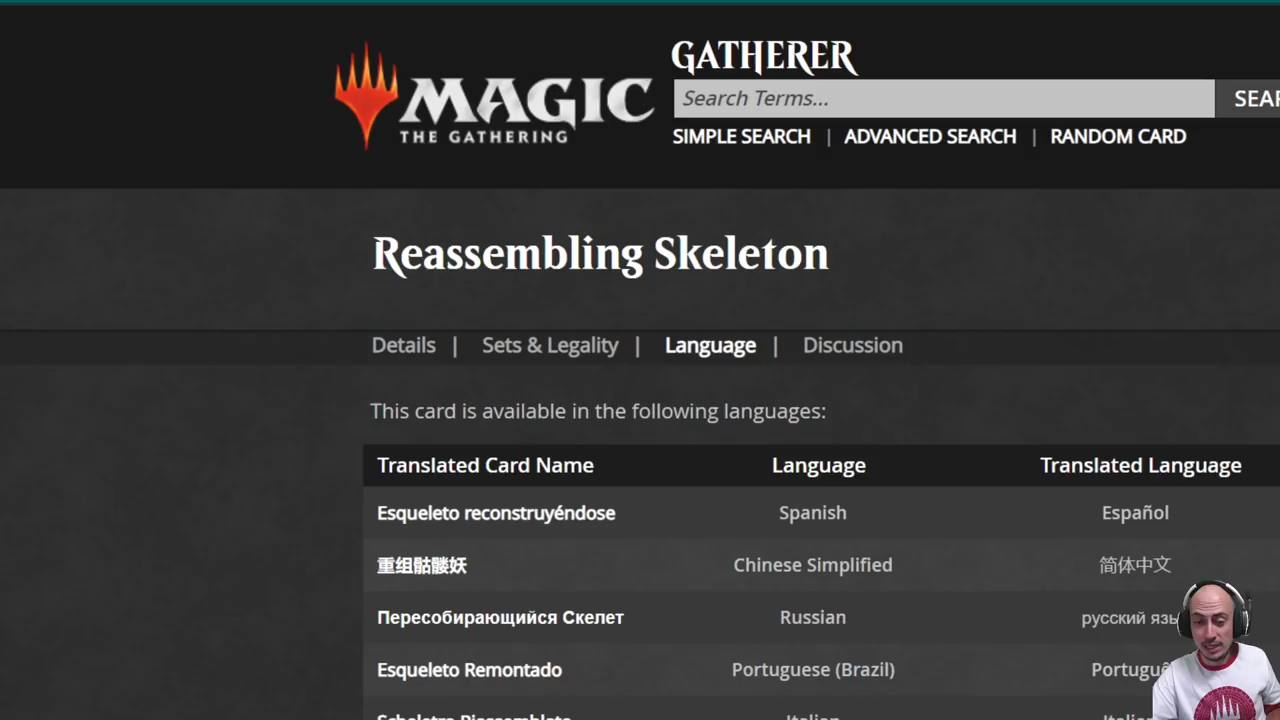 GATHERER
MAGIC
THE GATHERING
Search Terms...
SIMPLE SEARCH | ADVANCED SEARCH | RANDOM CARD
Reassembling Skeleton
Details | Sets & Legality | Language | Discussion
This card is available in the following languages:
Translated Card Name Language Translated Language
Esqueleto reconstruyéndose Spanish Español
重组骷髅妖 Chinese Simplified 简体中文
Пересобирающийся Скелет Russian русский
Esqueleto Remontado Portuguese (Brazil)